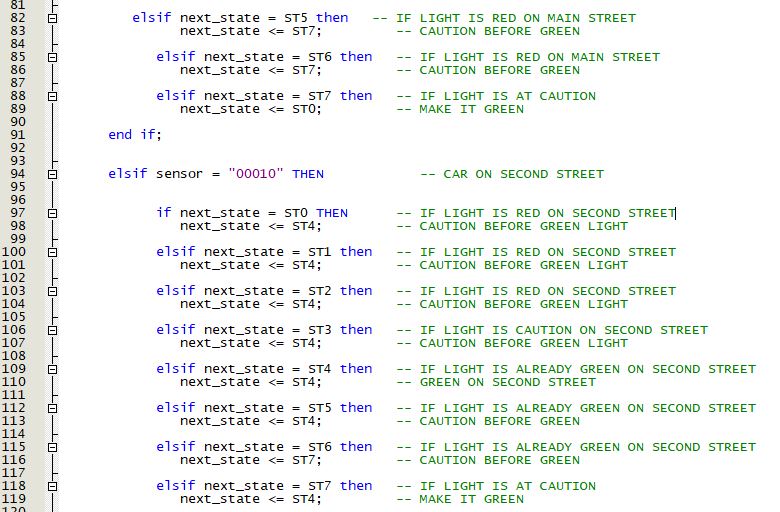 81
82 elsif next_state = ST5 then -- IF LIGHT IS RED ON MAIN STREET
83 next_state <= ST7; -- CAUTION BEFORE GREEN
84
85 elsif next_state = ST6 then -- IF LIGHT IS RED ON MAIN STREET
86 next_state <= ST7; -- CAUTION BEFORE GREEN
87
88 elsif next_state = ST7 then -- IF LIGHT IS AT CAUTION
89 next_state <= ST0; -- MAKE IT GREEN
90
91 end if;
92
93
94 elsif sensor = "00010" THEN -- CAR ON SECOND STREET
95
96
97 if next_state = ST0 THEN -- IF LIGHT IS RED ON SECOND STREET
98 next_state <= ST4; -- CAUTION BEFORE GREEN LIGHT
99
100 elsif next_state = ST1 then -- IF LIGHT IS RED ON SECOND STREET
101 next_state <= ST4; -- CAUTION BEFORE GREEN LIGHT
102
103 elsif next_state = ST2 then -- IF LIGHT IS RED ON SECOND STREET
104 next_state <= ST4; -- CAUTION BEFORE GREEN LIGHT
105
106 elsif next_state = ST3 then -- IF LIGHT IS CAUTION ON SECOND STREET
107 next_state <= ST4; -- CAUTION BEFORE GREEN LIGHT
108
109 elsif next_state = ST4 then -- IF LIGHT IS ALREADY GREEN ON SECOND STREET
110 next_state <= ST4; -- GREEN ON SECOND STREET
111
112 elsif next_state = ST5 then -- IF LIGHT IS ALREADY GREEN ON SECOND STREET
113 next_state <= ST4; -- CAUTION BEFORE GREEN
114
115 elsif next_state = ST6 then -- IF LIGHT IS ALREADY GREEN ON SECOND STREET
116 next_state <= ST7; -- CAUTION BEFORE GREEN
117
118 elsif next_state = ST7 then -- IF LIGHT IS AT CAUTION
119 next_state <= ST4; -- MAKE IT GREEN
120